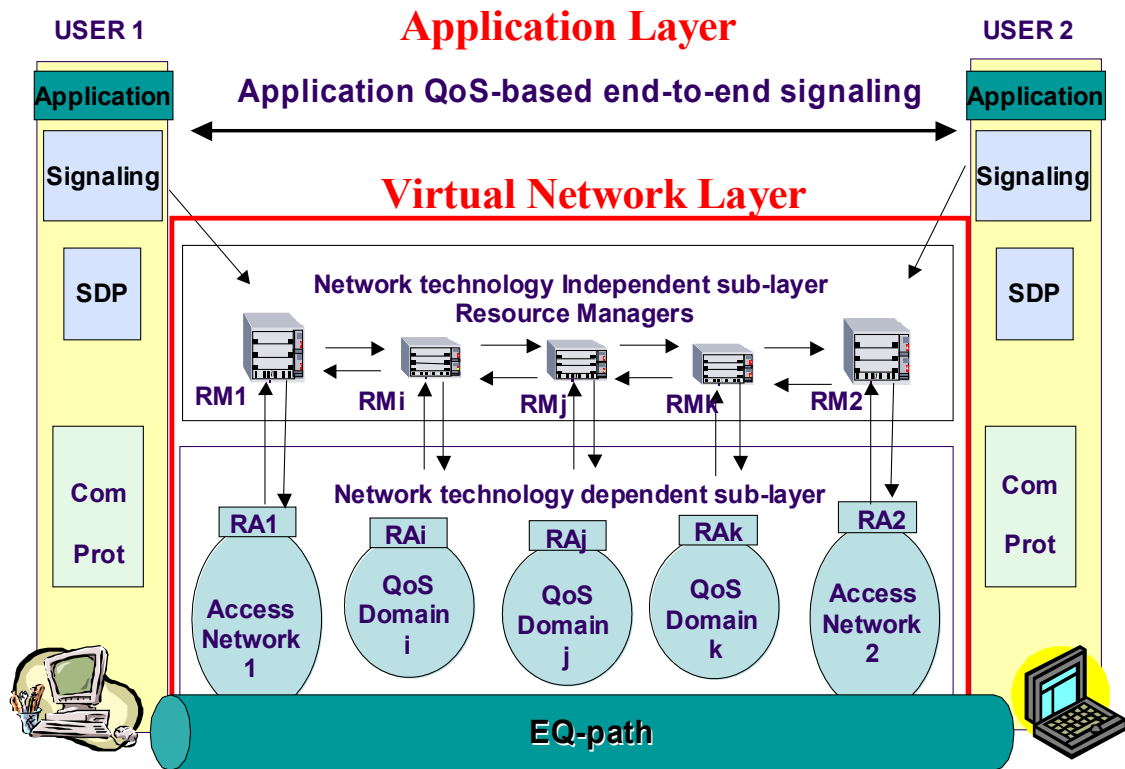 USER 1
Application Layer
USER 2
Application
Application QoS-based end-to-end signaling
Application
Signaling
Signaling
Virtual Network Layer
SDP
Network technology Independent sub-layer
Resource Managers
SDP
RM1
RMi
RMj
RMk
RM2
Com
Prot
Network technology dependent sub-layer
Com
Prot
RA1
RAi
RAj
RAk
RA2
Access
Network
1
QoS
Domain
i
QoS
Domain
j
QoS
Domain
k
Access
Network
2
EQ-path